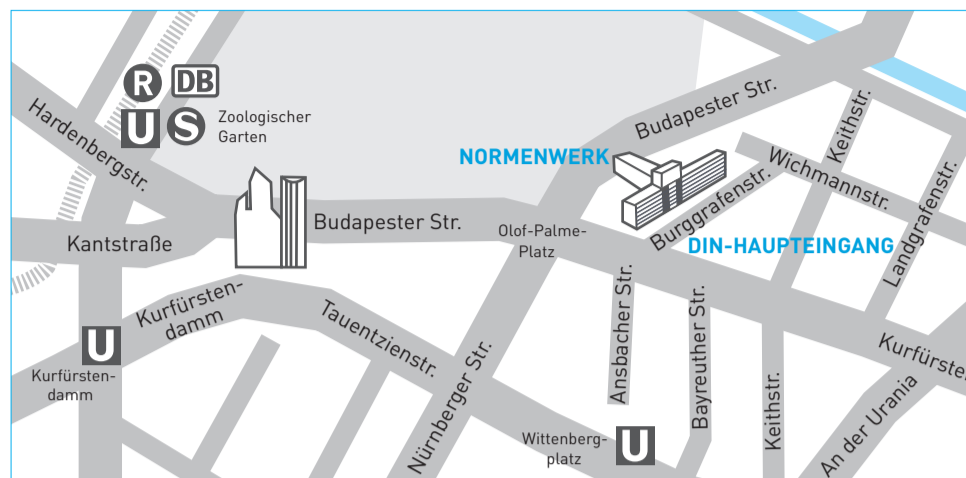 R DB
U S
Zoologischer
Garten
Hardenbergstr.
Budapester Str.
Keithstr.
NORMENWERK
Wichmannstr.
Landgrafenstr.
Burggrafenstr.
DIN-HAUPTEINGANG
Budapester Str.
Olof-Palme-
Platz
Kantstraße
Kurfürsten-
damm
Tauentzienstr.
U
Kurfürsten-
damm
Nürnberger Str.
Ansbacher Str.
Bayreuther Str.
Keithstr.
Kurfürste
An der Urania
Wittenberg-
platz
U